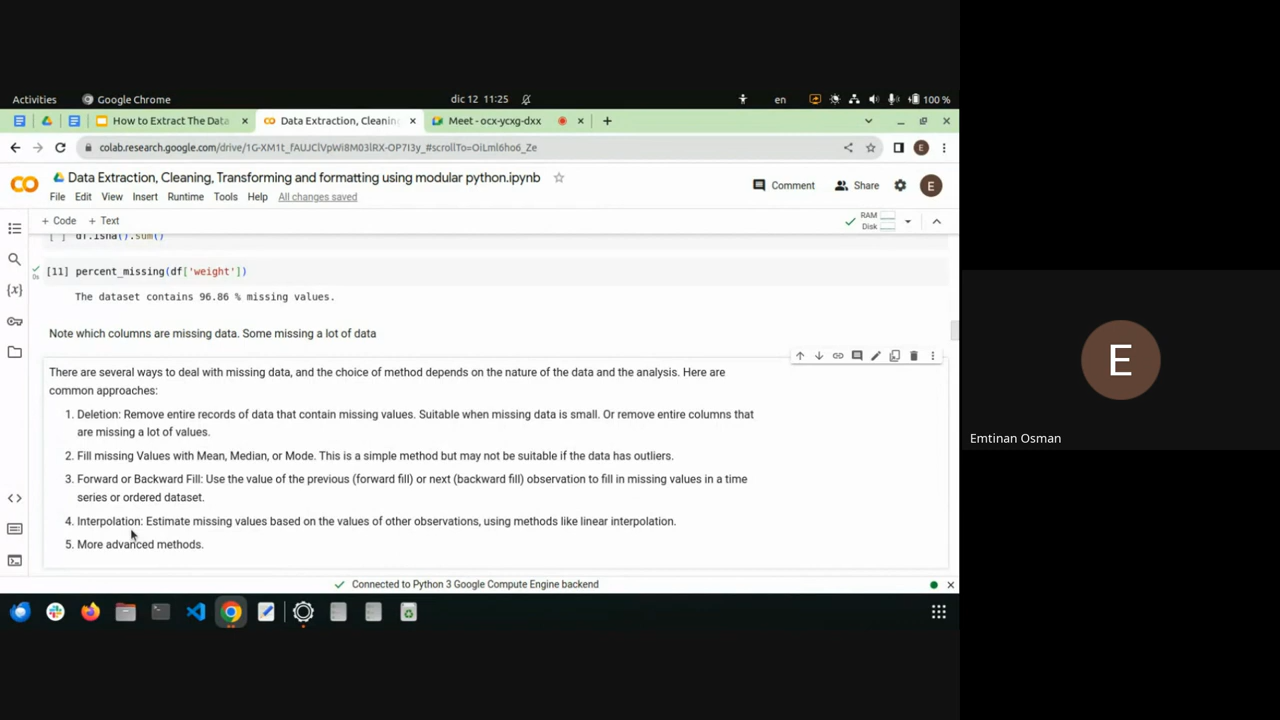 Activities Google Chrome dic 12 11:25 en 100 %
How to Extract The Data Data Extraction, Cleaning Meet - ocx-ycxg-dxx
colab.research.google.com/drive/1G-XM1t_fAUJClVpWi8M03lRX-OP7I3y_#scrollTo=OiLml6ho6_Ze E
Data Extraction, Cleaning, Transforming and formatting using modular python.ipynb
Comment Share E
File Edit View Insert Runtime Tools Help All changes saved
+ Code + Text RAM
Disk
[ ] df.isna().sum()
[11] percent_missing(df['weight'])
0s
The dataset contains 96.86 % missing values.
Note which columns are missing data. Some missing a lot of data
There are several ways to deal with missing data, and the choice of method depends on the nature of the data and the analysis. Here are
common approaches:
1. Deletion: Remove entire records of data that contain missing values. Suitable when missing data is small. Or remove entire columns that
are missing a lot of values.
2. Fill missing Values with Mean, Median, or Mode. This is a simple method but may not be suitable if the data has outliers.
3. Forward or Backward Fill: Use the value of the previous (forward fill) or next (backward fill) observation to fill in missing values in a time
series or ordered dataset.
4. Interpolation: Estimate missing values based on the values of other observations, using methods like linear interpolation.
5. More advanced methods.
Connected to Python 3 Google Compute Engine backend
E
Emtinan Osman